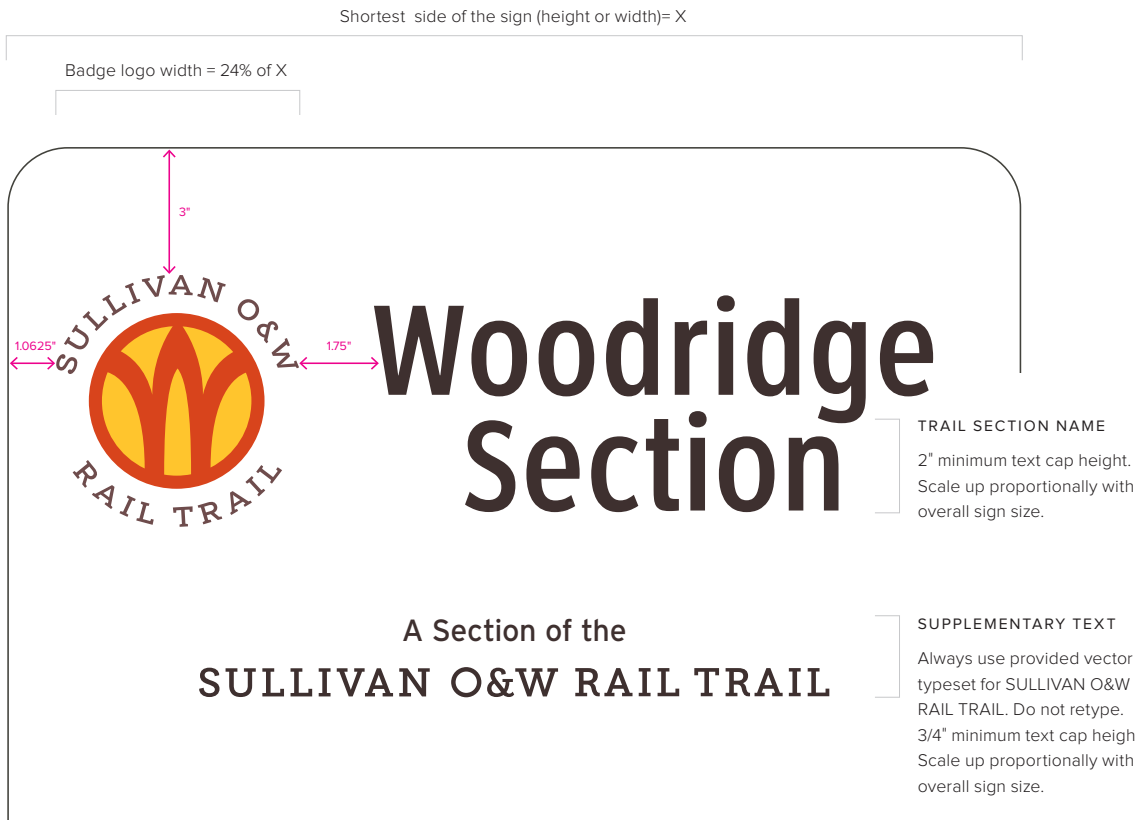 Shortest  side of the sign (height or width)= X
Badge logo width = 24% of X
3"
SULLIVAN O&W
RAIL TRAIL
1.0625"
1.75"
Woodridge
Section
TRAIL SECTION NAME
2" minimum text cap height.
Scale up proportionally with
overall sign size.
A Section of the
SULLIVAN O&W RAIL TRAIL
SUPPLEMENTARY TEXT
Always use provided vector
typeset for SULLIVAN O&W
RAIL TRAIL. Do not retype.
3/4" minimum text cap heigh
Scale up proportionally with
overall sign size.